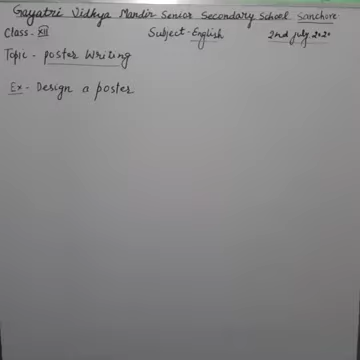 Gayatri Vidhya Mandir Senior Secondary School Sanchore
Class-XII Subject-English 2nd july 2020
Topic - poster Writing
Ex - Design a poster